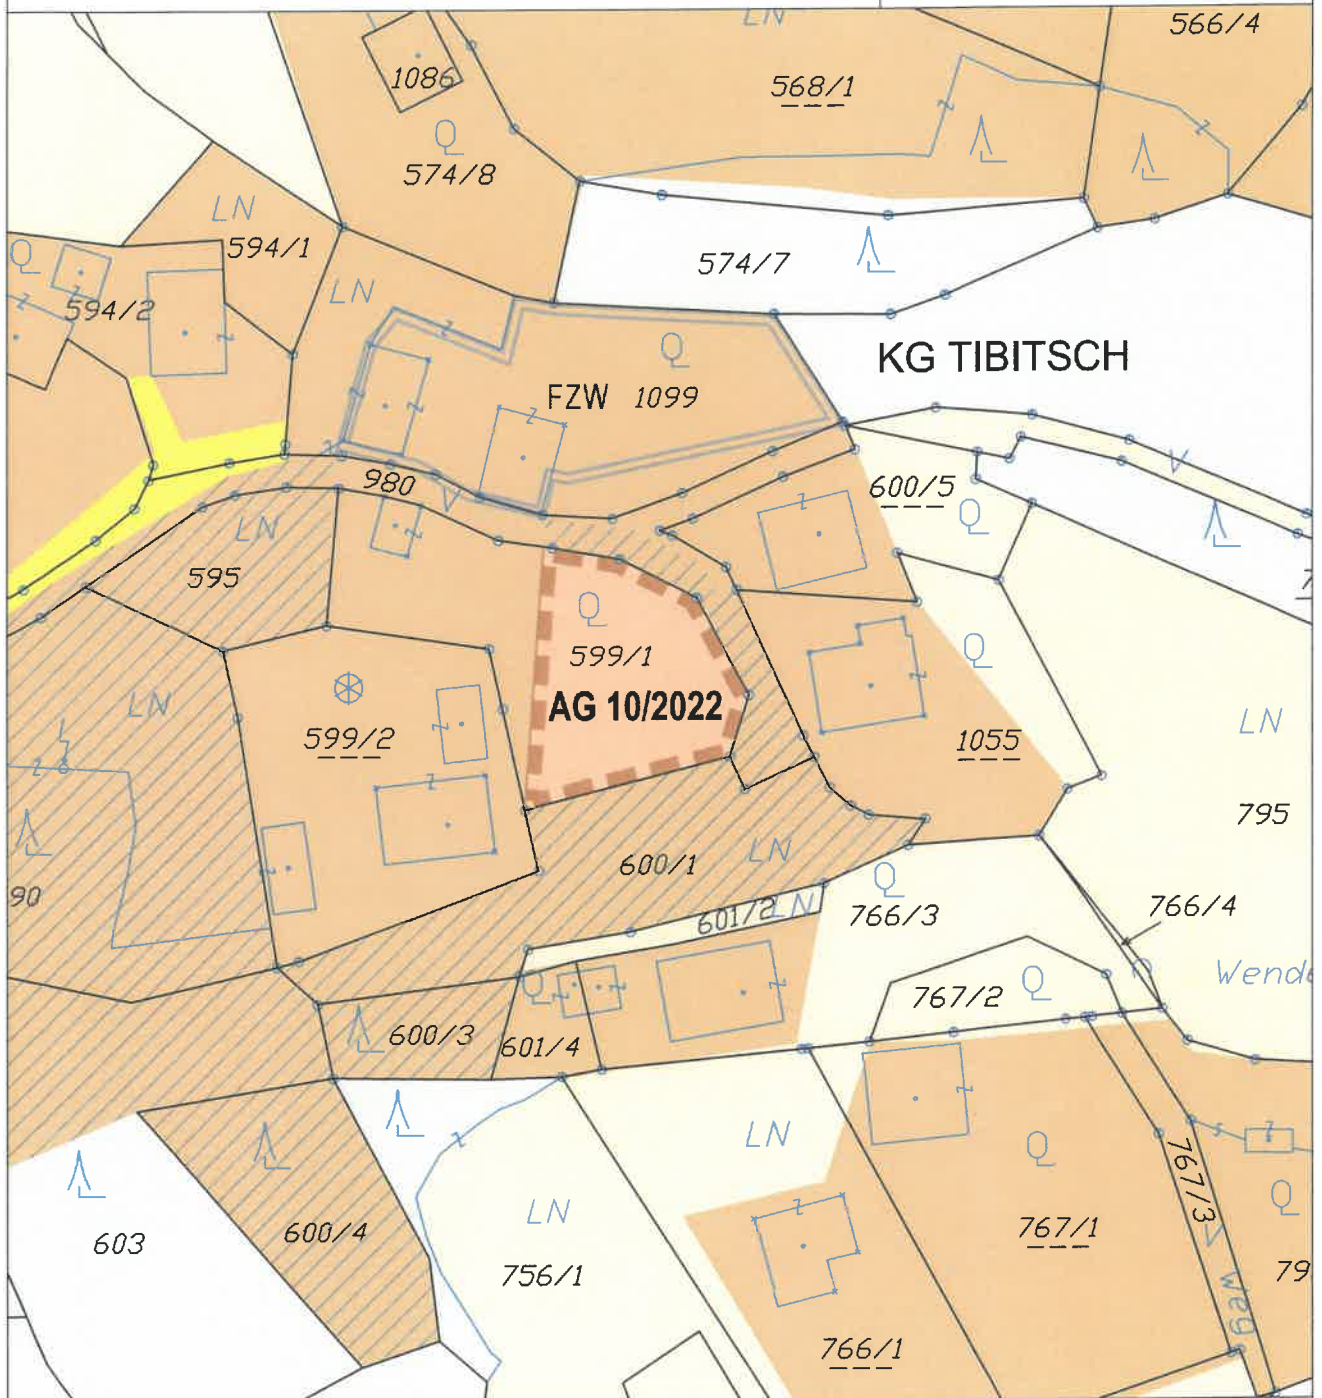 LN
566/4
1086
568/1
Q
574/8
LN
594/1
Q
574/7
LN
594/2
Q
KG TIBITSCH
FZW 1099
980
V
600/5
V
Q
LN
595
Q
599/1
AG 10/2022
Q
LN
LN
599/2
1055
795
LN
600/1
Q
90
601/2
LN
766/3
766/4
Q
Q
767/2
600/3
601/4
LN
Q
767/3
Q
LN
603
600/4
767/1
756/1
79
Weg
766/1